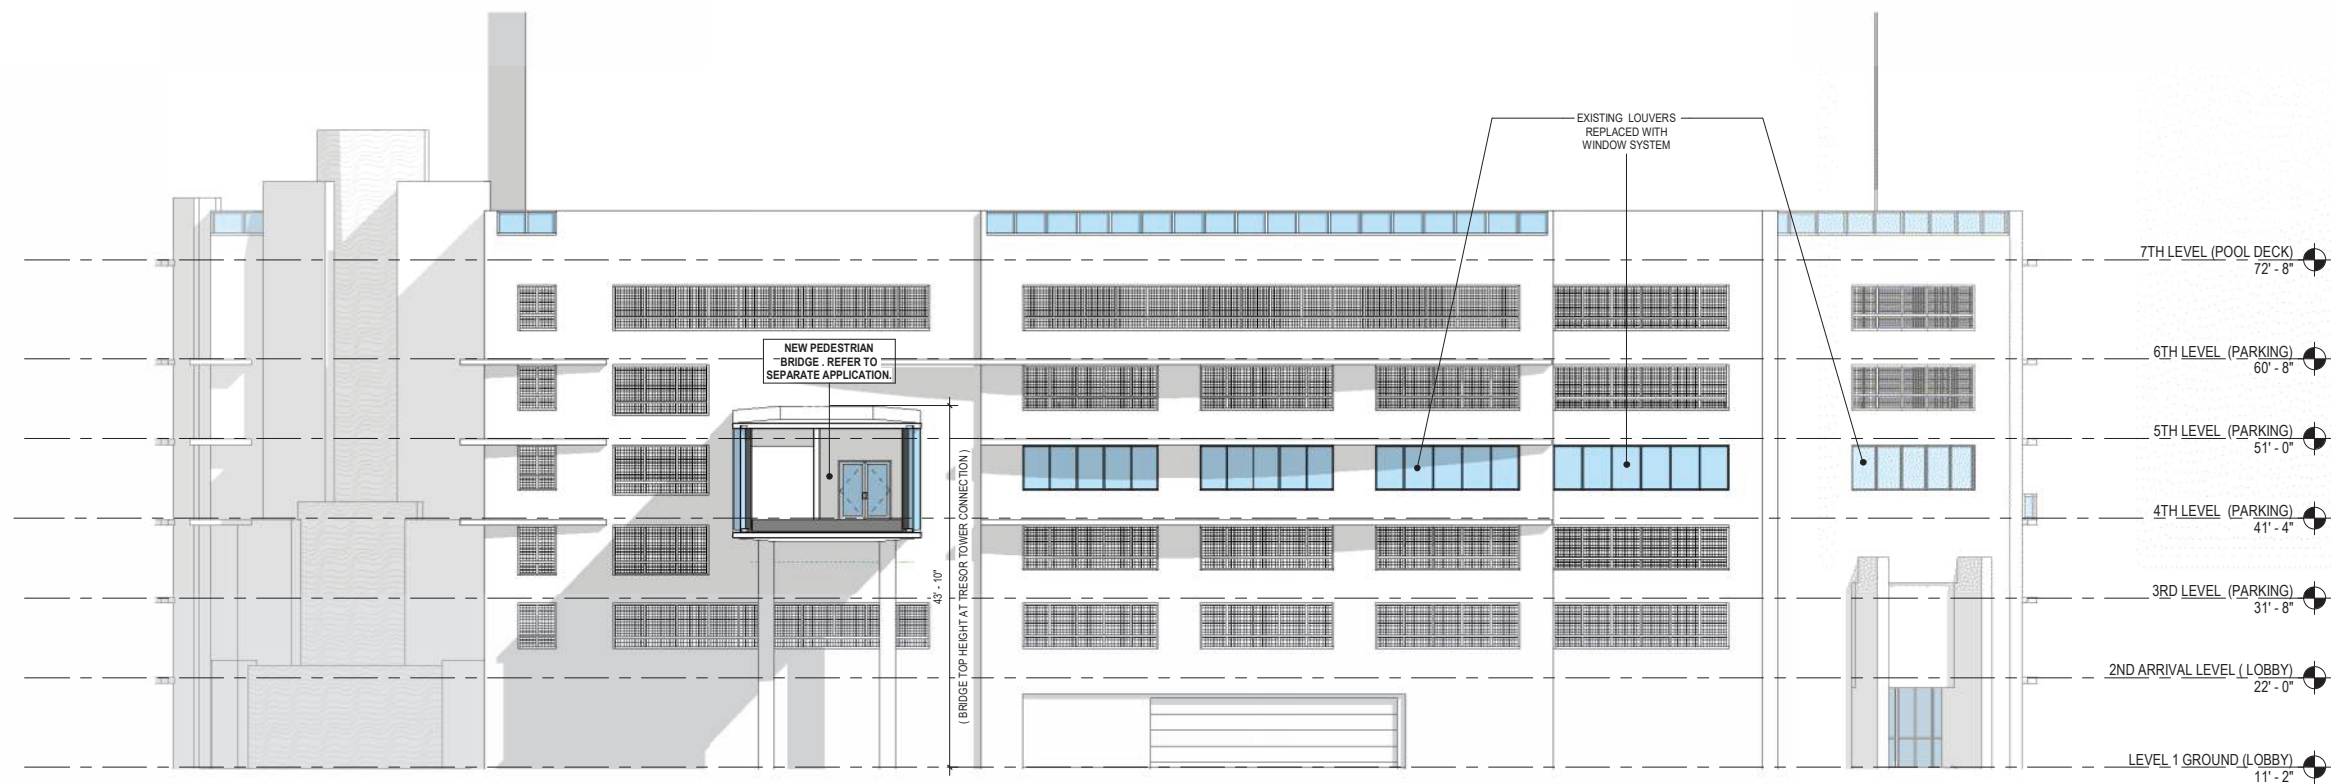 EXISTING LOUVERS
REPLACED WITH
WINDOW SYSTEM
7TH LEVEL (POOL DECK)
72' - 8"
NEW PEDESTRIAN
BRIDGE . REFER TO
SEPARATE APPLICATION.
6TH LEVEL (PARKING)
60' - 8"
5TH LEVEL (PARKING)
51' - 0"
4TH LEVEL (PARKING)
41' - 4"
43' - 10"
( BRIDGE TOP HEIGHT AT TRESOR TOWER CONNECTION)
3RD LEVEL (PARKING)
31' - 8"
2ND ARRIVAL LEVEL ( LOBBY)
22' - 0"
LEVEL 1 GROUND (LOBBY)
11' - 2"